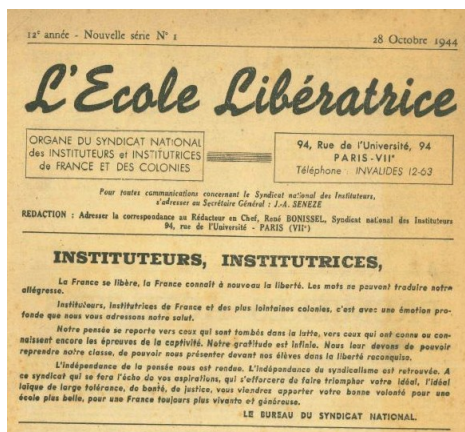 12e année - Nouvelle série N° 1
28 Octobre 1944
L'Ecole Libératrice
ORGANE DU SYNDICAT NATIONAL
des INSTITUTEURS et INSTITUTRICES
de FRANCE ET DES COLONIES
94, Rue de l'Université, 94
PARIS-VIIe
Téléphone : INVALIDES 12-63
Pour toutes communications concernant le Syndicat national des Instituteurs,
s'adresser au Secrétaire Général : J.-A. SENEZE
REDACTION : Adresser la correspondance au Rédacteur en Chef, René BONISSEL, Syndicat national des Instituteurs
94, rue de l'Université - PARIS (VIIe)
INSTITUTEURS, INSTITUTRICES,
La France se libère, la France connaît à nouveau la liberté. Les mots ne peuvent traduire notre
allégresse.
Instituteurs, institutrices de France et des plus lointaines colonies, c'est avec une émotion pro-
fonde que nous vous adressons notre salut.
Notre pensée se reporte vers ceux qui sont tombés dans la lutte, vers ceux qui ont connu ou con-
naissent encore les épreuves de la captivité. Notre gratitude est infinie. Nous leur devons de pouvoir
reprendre notre classe, de pouvoir nous présenter devant nos élèves dans la liberté reconquise.
L'indépendance de la pensée nous est rendue. L'indépendance du syndicalisme est retrouvée. A
ce syndicat qui se fera l'écho de vos aspirations, qui s'efforcera de faire triompher votre idéal, l'idéal
laïque de large tolérance, de bonté, de justice, vous viendrez apporter votre bonne volonté pour une
école plus belle, pour une France toujours plus vivante et généreuse.
LE BUREAU DU SYNDICAT NATIONAL.